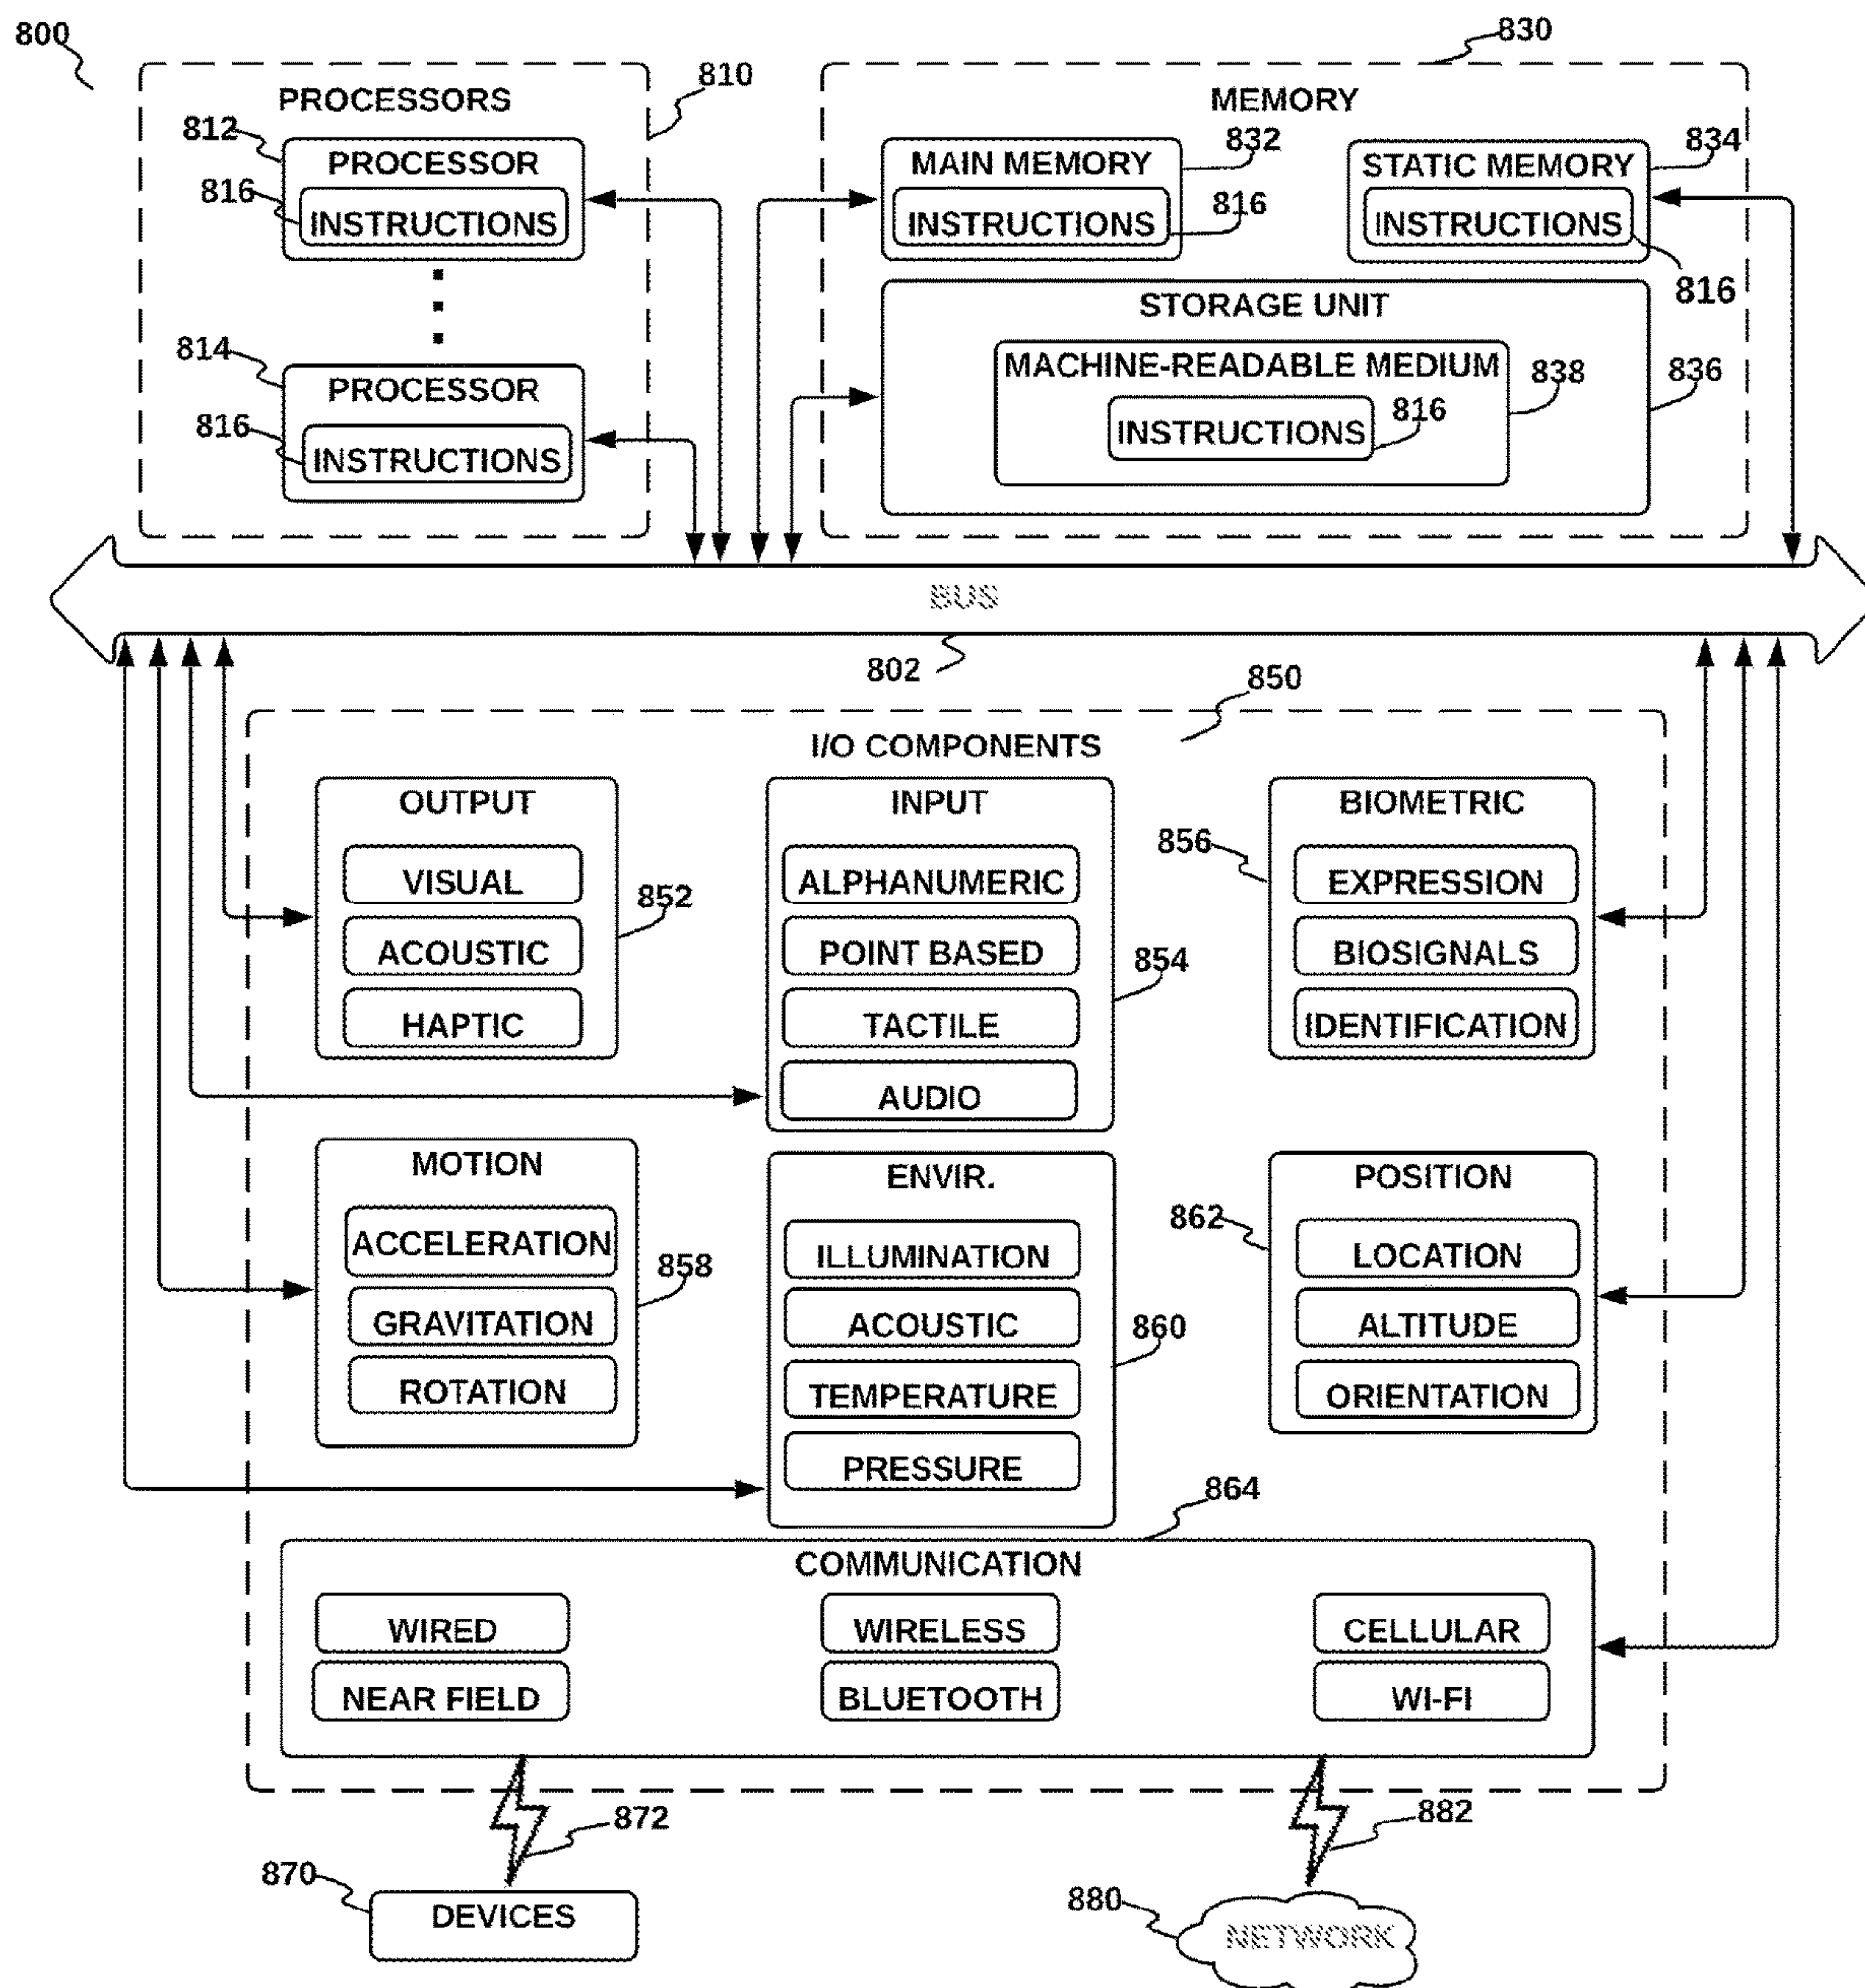 800
830
810
PROCESSORS
MEMORY
812
PROCESSOR
816
INSTRUCTIONS
814
PROCESSOR
816
INSTRUCTIONS
MAIN MEMORY
832
INSTRUCTIONS
816
STATIC MEMORY
834
INSTRUCTIONS
816
STORAGE UNIT
836
MACHINE-READABLE MEDIUM
838
INSTRUCTIONS
816
BUS
802
850
I/O COMPONENTS
OUTPUT
VISUAL
852
ACOUSTIC
HAPTIC
INPUT
ALPHANUMERIC
POINT BASED
854
TACTILE
AUDIO
BIOMETRIC
856
EXPRESSION
BIOSIGNALS
IDENTIFICATION
MOTION
ACCELERATION
858
GRAVITATION
ROTATION
ENVIR.
ILLUMINATION
ACOUSTIC
860
TEMPERATURE
PRESSURE
POSITION
862
LOCATION
ALTITUDE
ORIENTATION
864
COMMUNICATION
WIRED
WIRELESS
CELLULAR
NEAR FIELD
BLUETOOTH
WI-FI
872
882
870
DEVICES
880
NETWORK